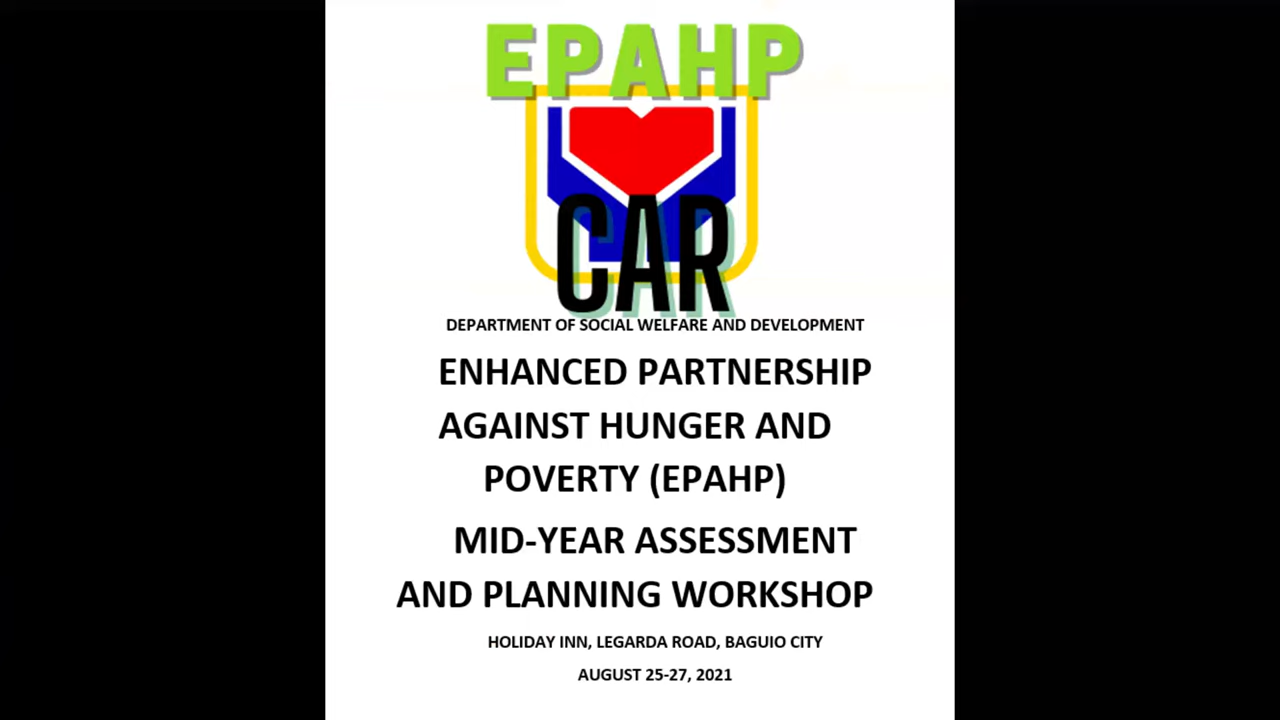 EPAHP
CAR
DEPARTMENT OF SOCIAL WELFARE AND DEVELOPMENT
ENHANCED PARTNERSHIP
AGAINST HUNGER AND
POVERTY (EPAHP)
MID-YEAR ASSESSMENT
AND PLANNING WORKSHOP
HOLIDAY INN, LEGARDA ROAD, BAGUIO CITY
AUGUST 25-27, 2021